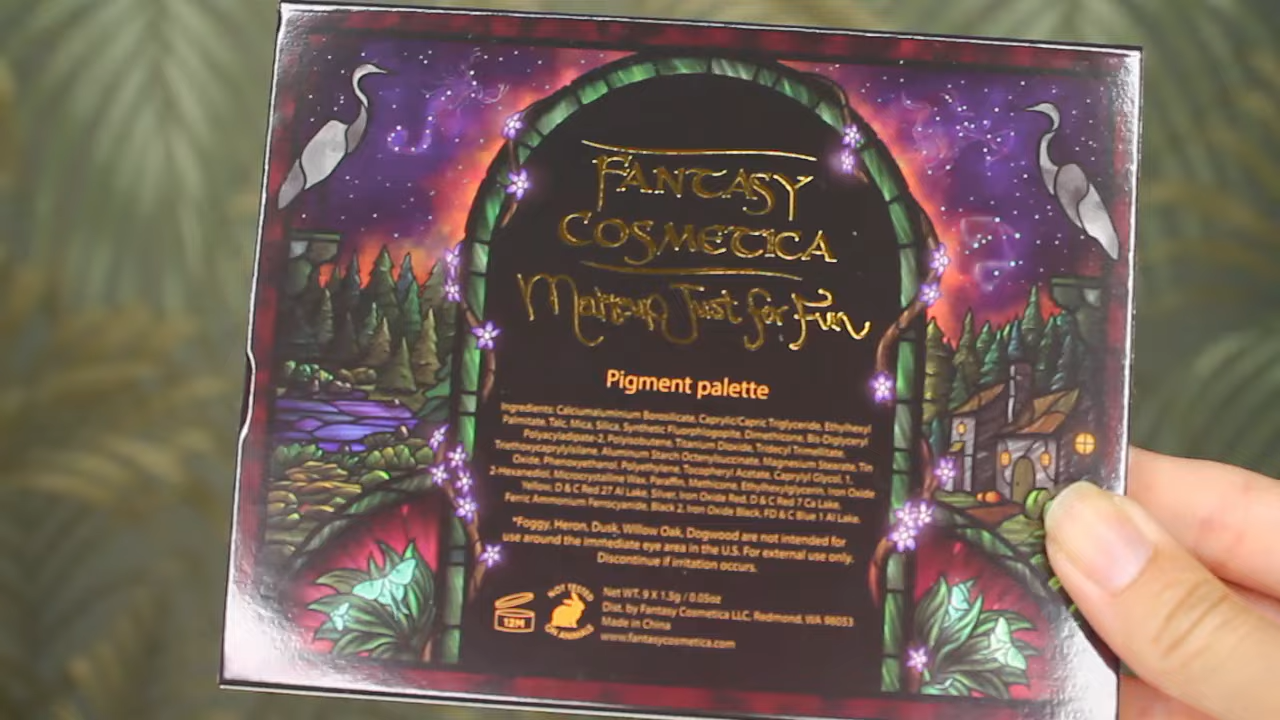 FANTASY
COSMETICA
Makeup Just for Fun
Pigment palette
Ingredients: Calciumaluminium Borosilicate, Caprylic/Capric Triglyceride, Ethylhexyl
Palmitate, Talc, Mica, Silica, Synthetic Fluorphlogopite, Dimethicone, Bis-Diglyceryl
Polyacyladipate-2, Polyisobutene, Titanium Dioxide, Tridecyl Trimellitate,
Triethoxycaprylylsilane, Aluminum Starch Octenylsuccinate, Magnesium Stearate, Tin
Oxide, Phenoxyethanol, Polyethylene, Tocopheryl Acetate, Caprylyl Glycol, 1,
2-Hexanediol, Microcrystalline Wax, Paraffin, Methicone, Ethylhexylglycerin, Iron Oxide
Yellow, D & C Red 27 Al Lake, Silver, Iron Oxide Red, D & C Red 7 Ca Lake,
Ferric Ammonium Ferrocyanide, Black 2, Iron Oxide Black, FD & C Blue 1 Al Lake.
*Foggy, Heron, Dusk, Willow Oak, Dogwood are not intended for
use around the immediate eye area in the U.S. For external use only.
Discontinue if irritation occurs.
12M
NOT TESTED
ON ANIMALS
Net WT. 9 X 1.5g / 0.05oz
Dist. by Fantasy Cosmetica LLC, Redmond, WA 98053
Made in China
www.fantasycosmetica.com